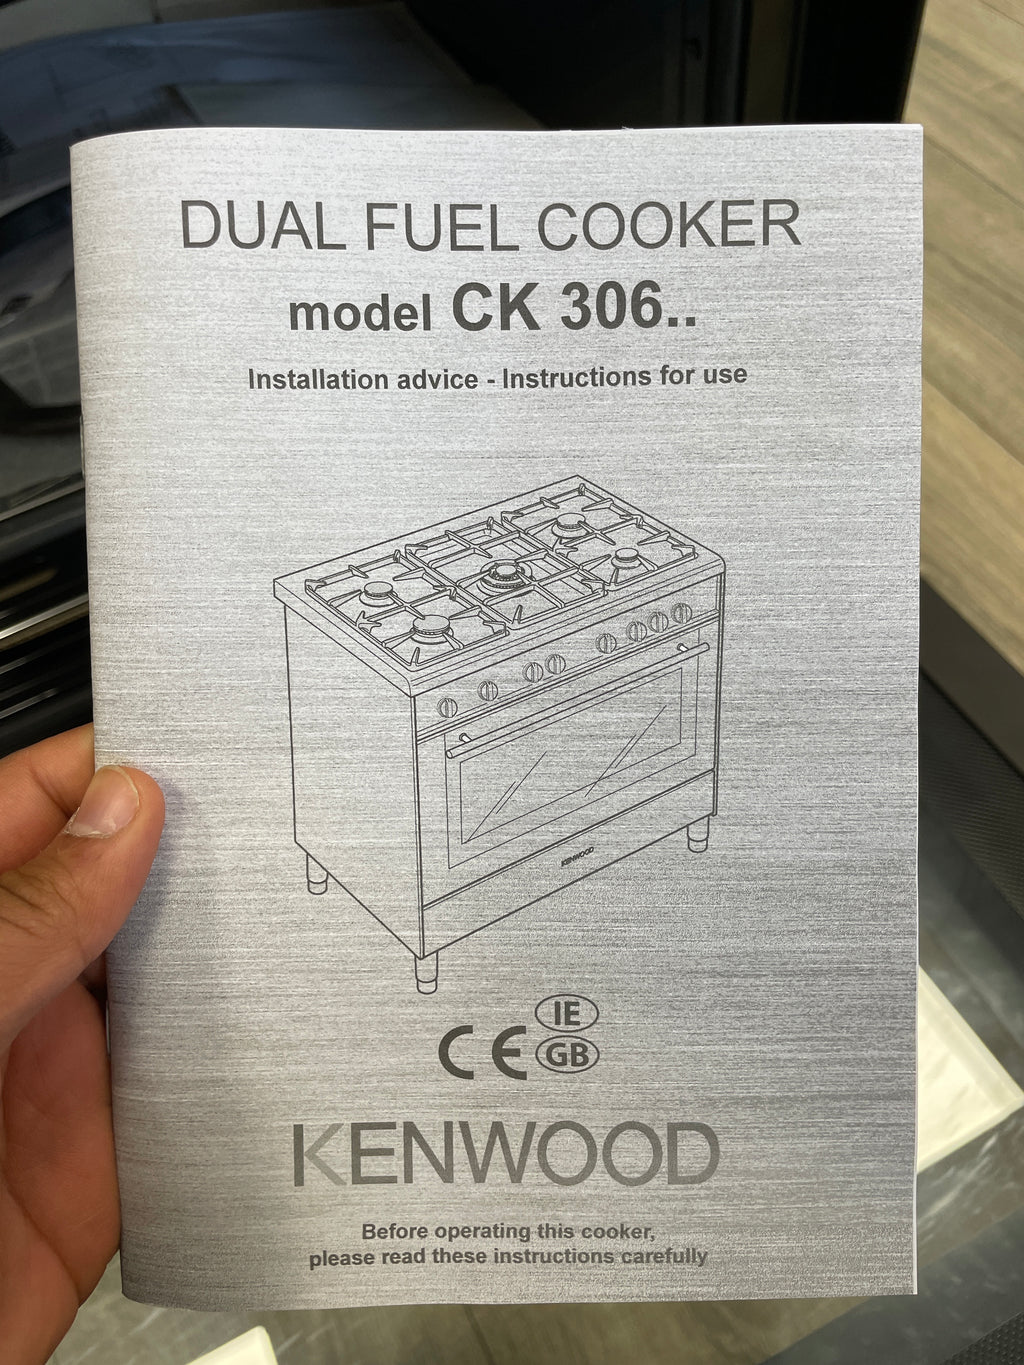 DUAL FUEL COOKER
model CK 306..
Installation advice - Instructions for use
KENWOOD
IE
CE GB
KENWOOD
Before operating this cooker,
please read these instructions carefully